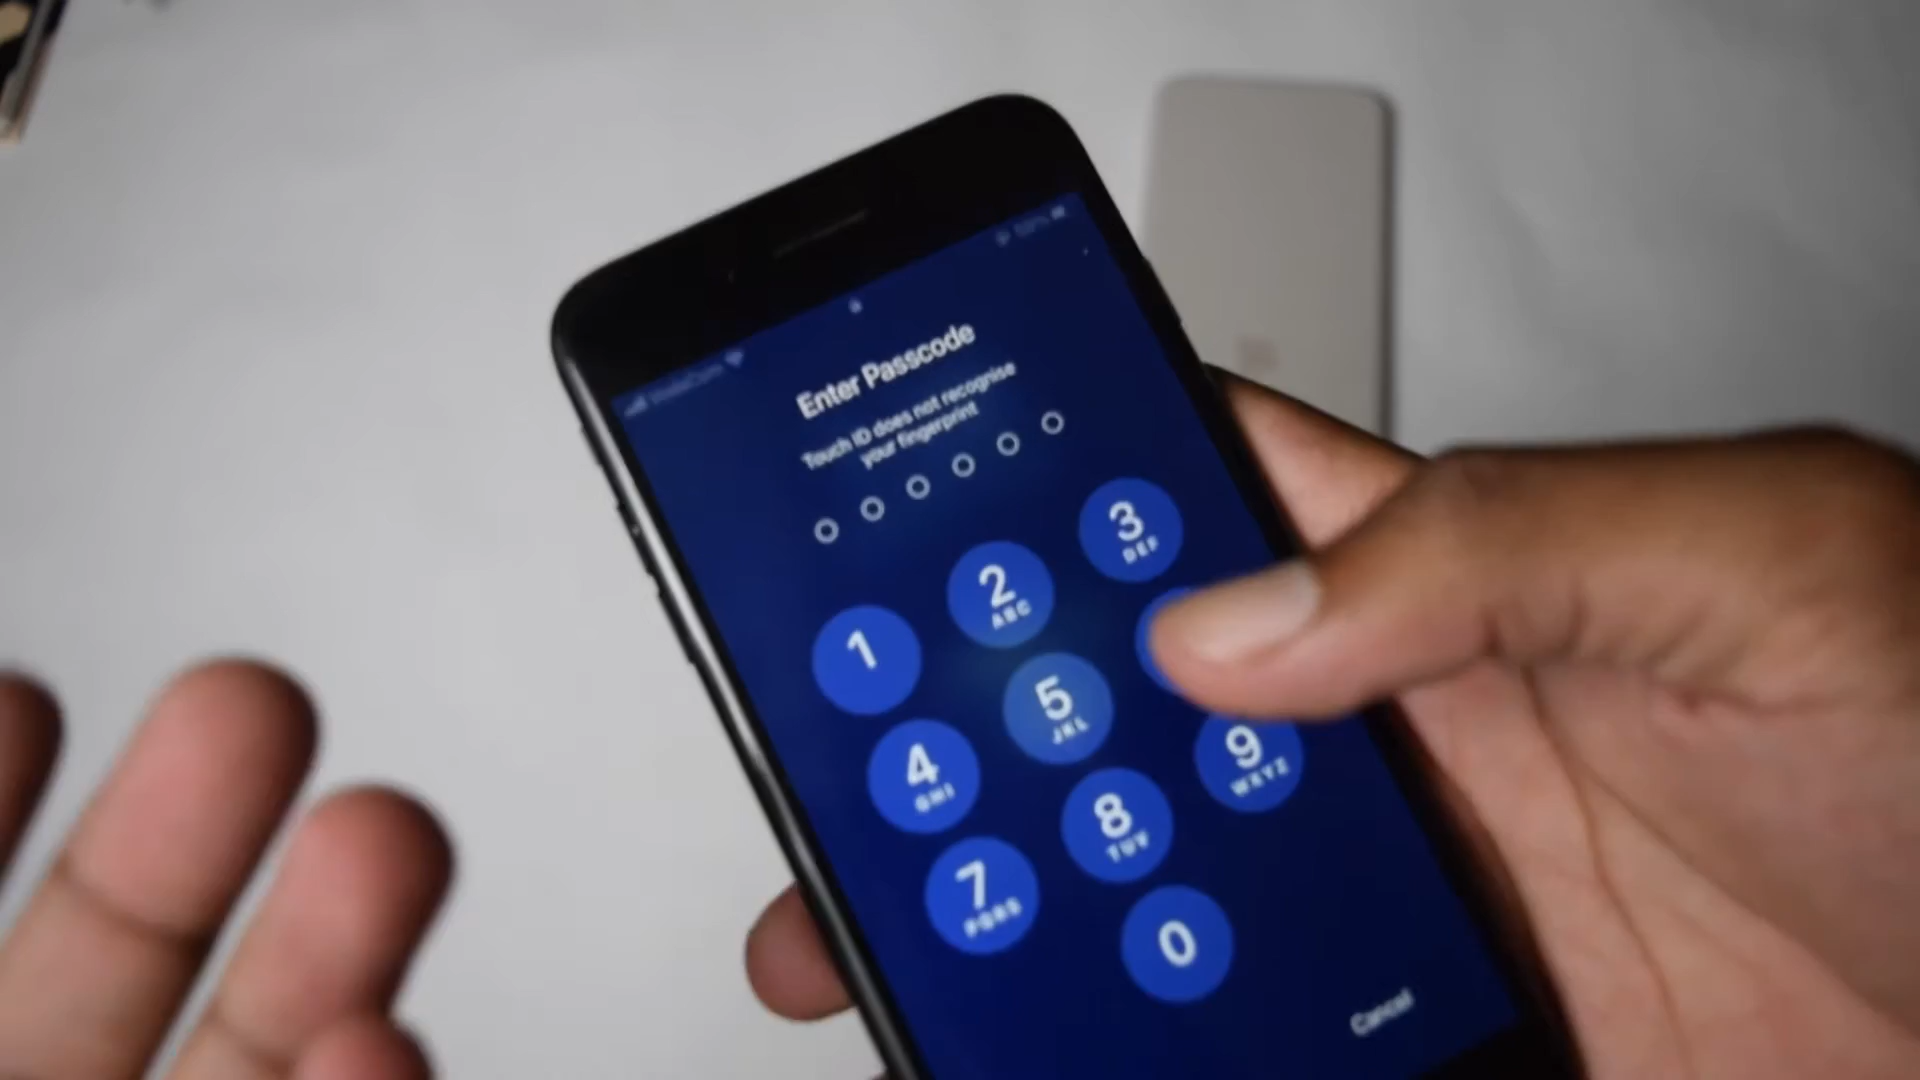 Enter Passcode
Touch ID does not recognise
your fingerprint
1
2
ABC
3
DEF
4
GHI
5
JKL
7
PQRS
8
TUV
9
WXYZ
0
Cancel